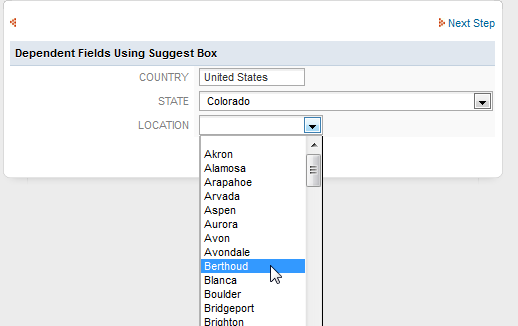 Next Step
Dependent Fields Using Suggest Box
COUNTRY United States
STATE Colorado
LOCATION
Akron
Alamosa
Arapahoe
Arvada
Aspen
Aurora
Avon
Avondale
Berthoud
Blanca
Boulder
Bridgeport
Brighton